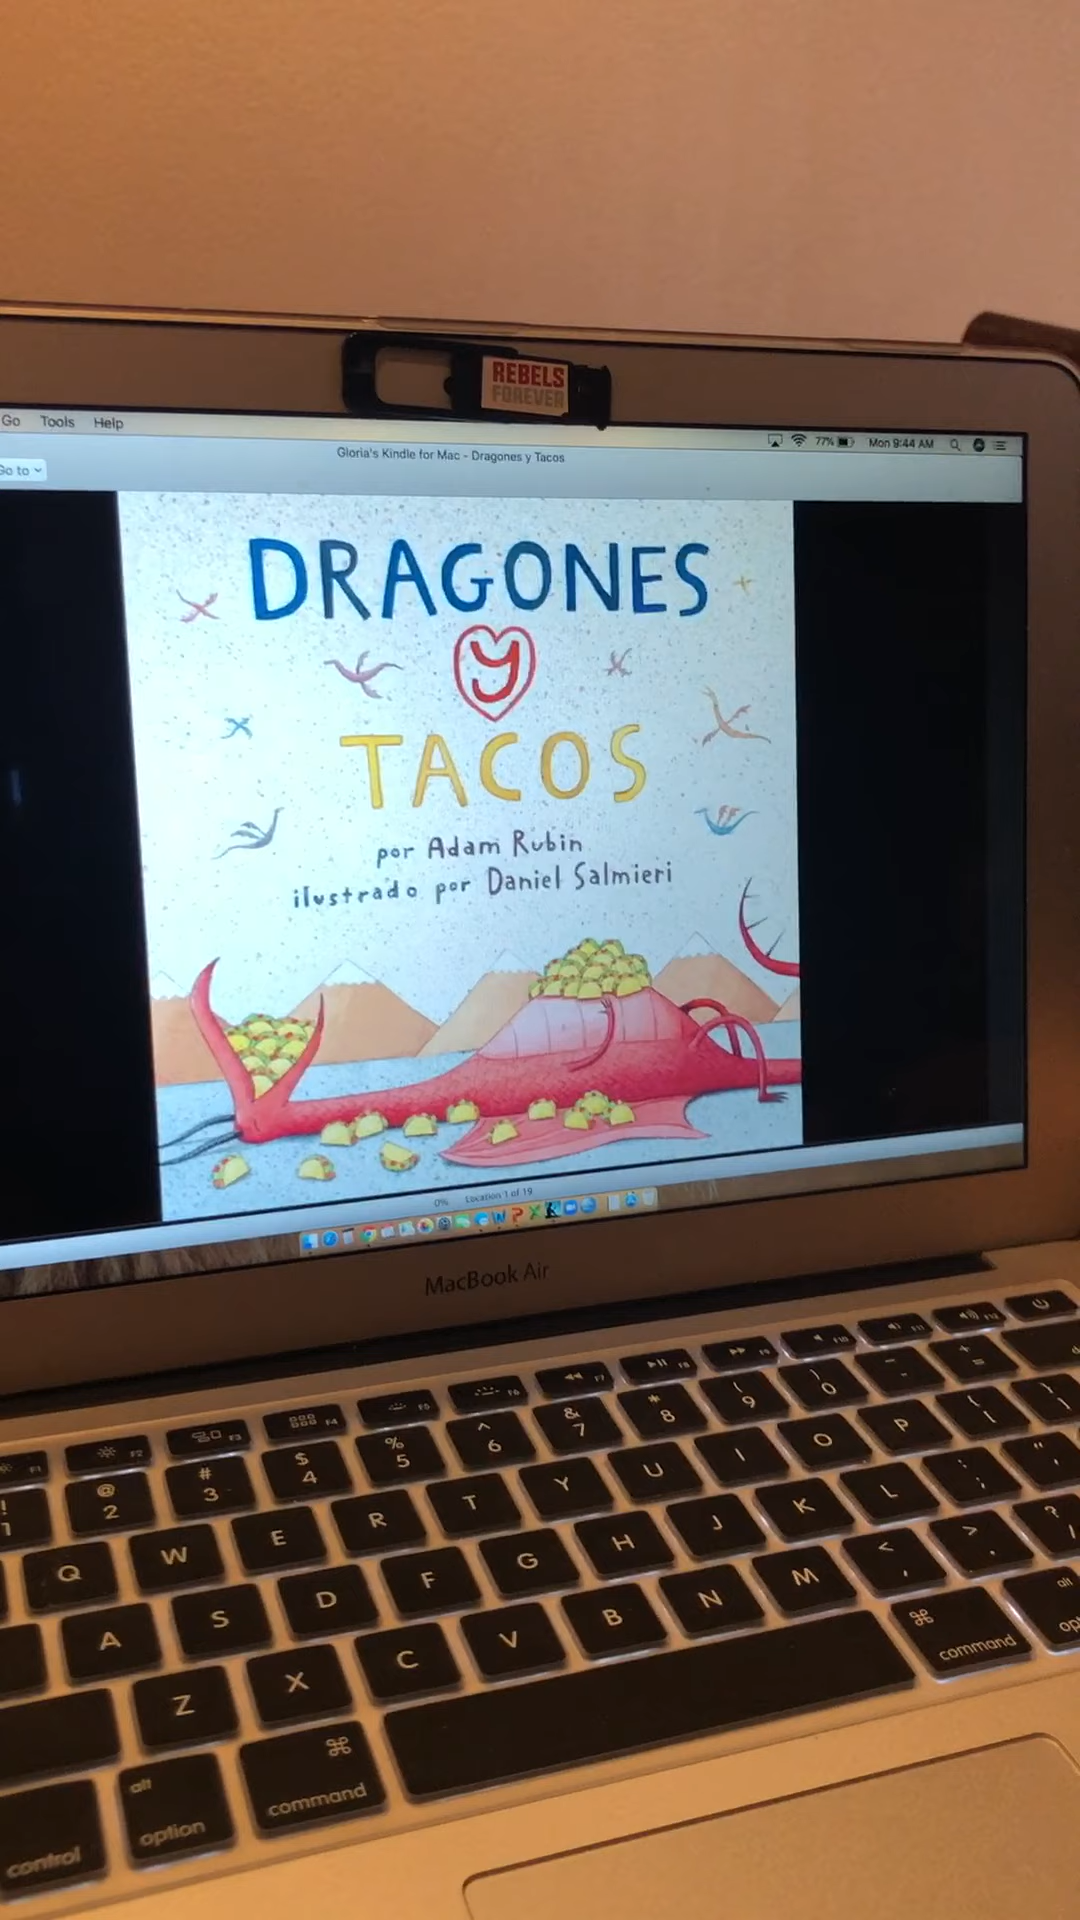 REBELS
FOREVER
Go Tools Help
77% Mon 9:44 AM
Gloria's Kindle for Mac - Dragones y Tacos
Go to
DRAGONES
y
TACOS
por Adam Rubin
ilustrado por Daniel Salmieri
0% Location 1 of 19
MacBook Air
F1 F2 F3 F4 F5 F6 F7 F8 F9 F10 F11 F12
! 1 @ 2 # 3 $ 4 % 5 ^ 6 & 7 * 8 ( 9 ) 0 - + =
Q W E R T Y U I O P { [ } ]
A S D F G H J K L : ; " '
Z X C V B N M < , > . ? /
control alt option ⌘ command ⌘ command alt